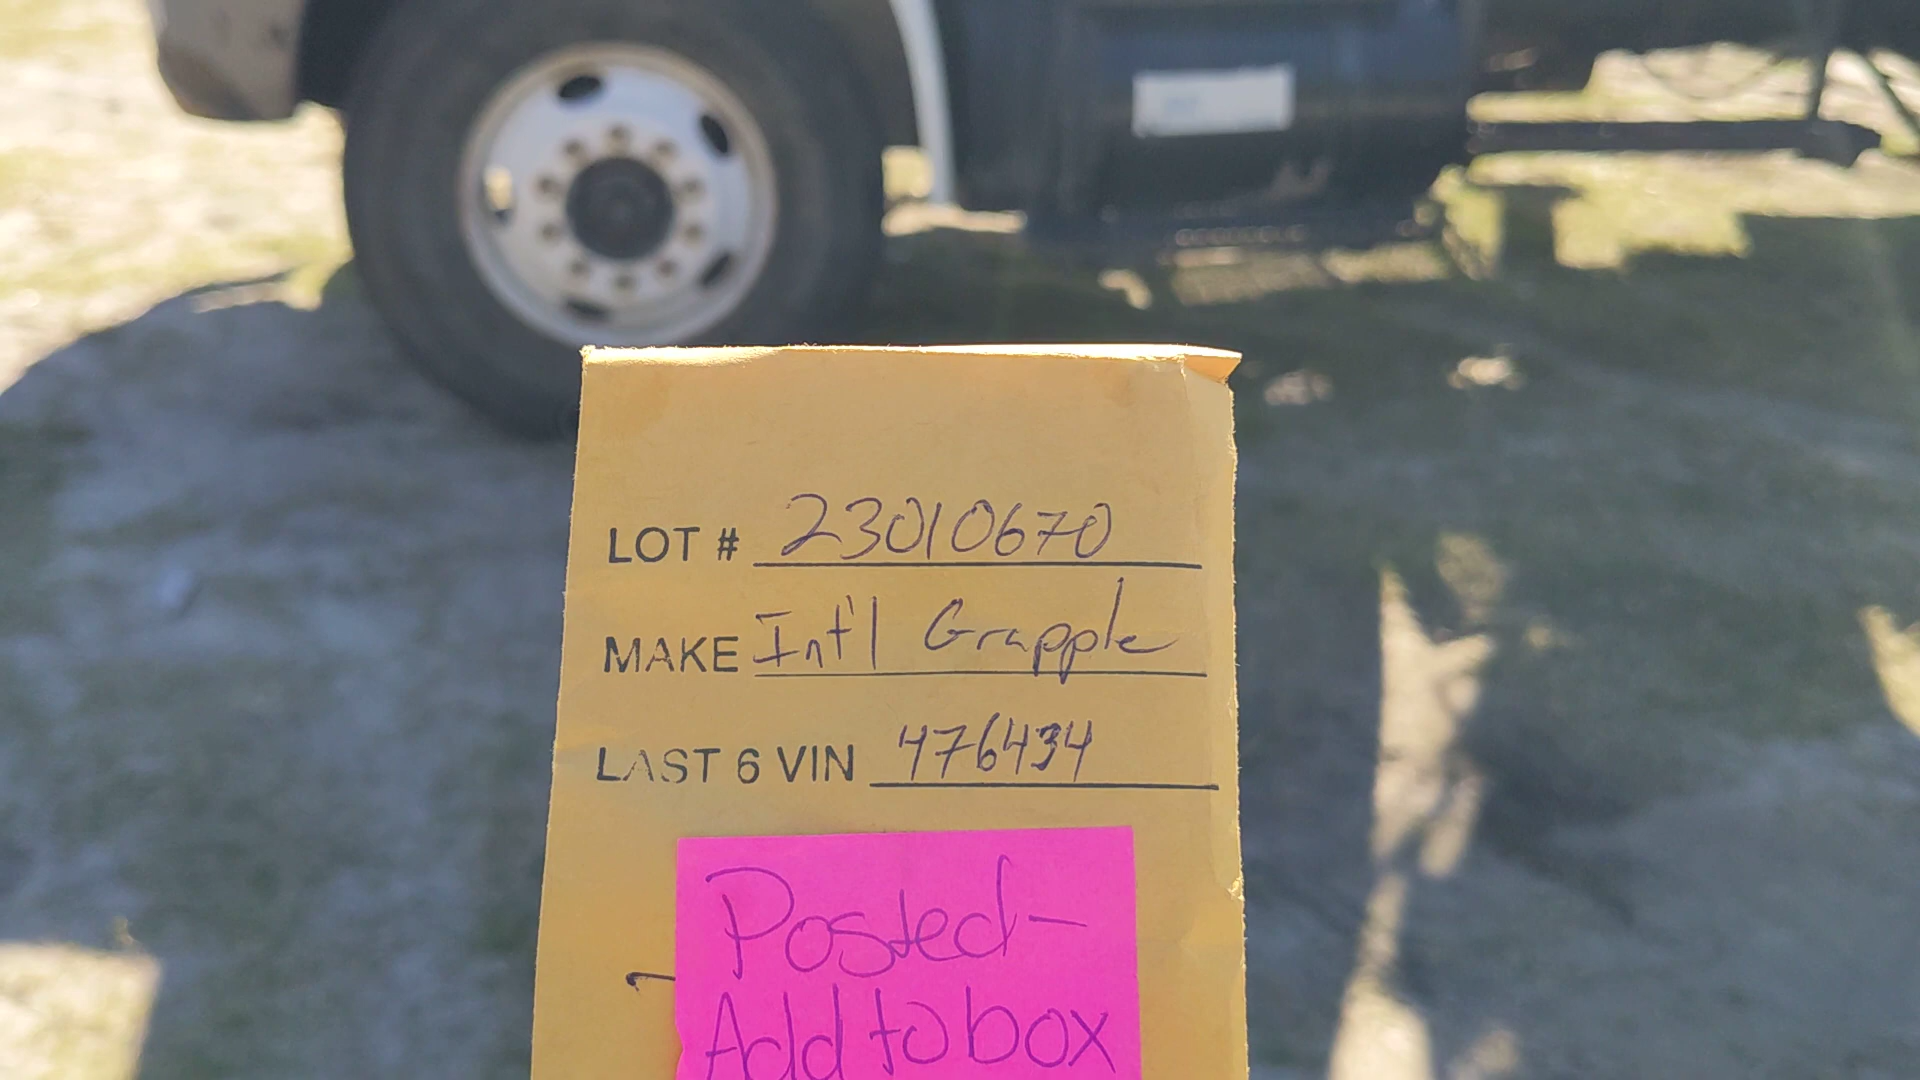 LOT # 23010670
MAKE Int'l Grapple
LAST 6 VIN 476434
Posted-
Add to box